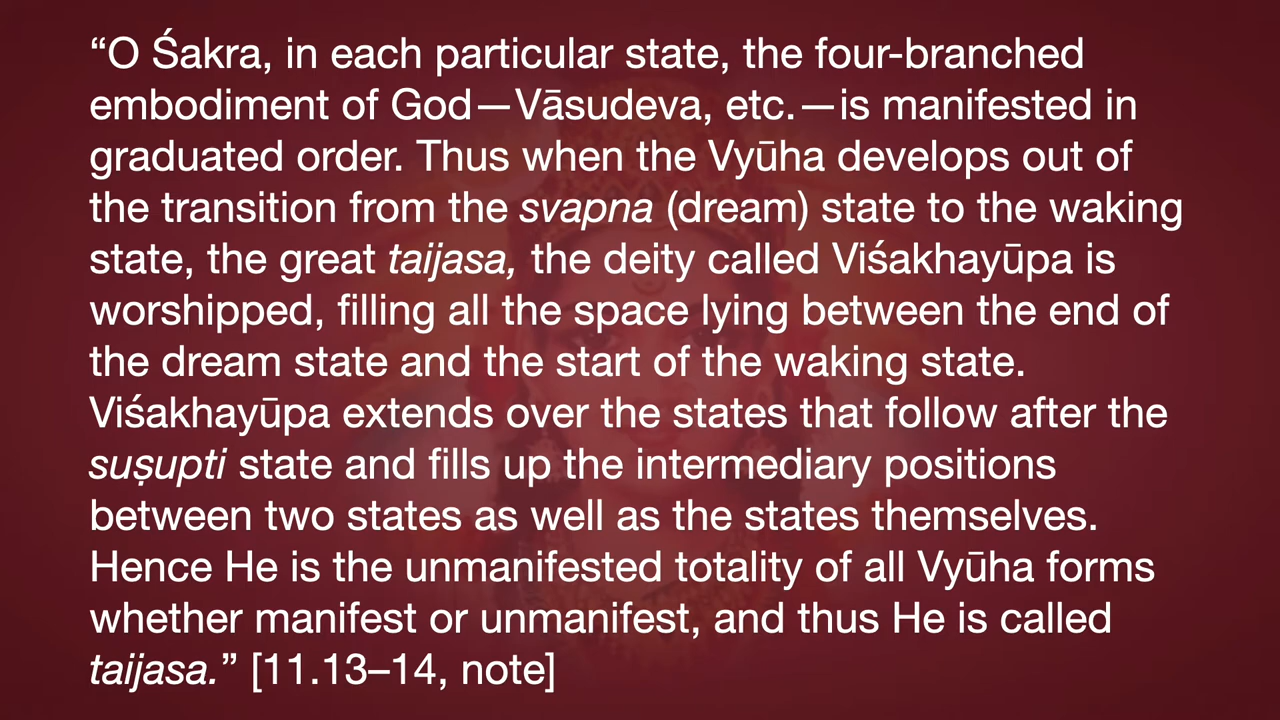 “O Śakra, in each particular state, the four-branched
embodiment of God—Vāsudeva, etc.—is manifested in
graduated order. Thus when the Vyūha develops out of
the transition from the svapna (dream) state to the waking
state, the great taijasa, the deity called Viśakhayūpa is
worshipped, filling all the space lying between the end of
the dream state and the start of the waking state.
Viśakhayūpa extends over the states that follow after the
suṣupti state and fills up the intermediary positions
between two states as well as the states themselves.
Hence He is the unmanifested totality of all Vyūha forms
whether manifest or unmanifest, and thus He is called
taijasa.” [11.13–14, note]